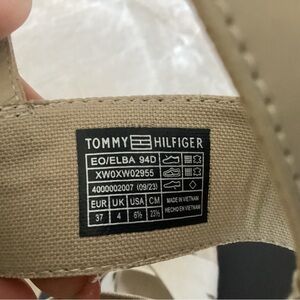 TOMMY HILFIGER
EO/ELBA 94D
XW0XW02955
4000002007 (09/23)
EUR UK USA CM
37 4 6½ 23½
MADE IN VIETNAM
HECHO EN VIETNAM